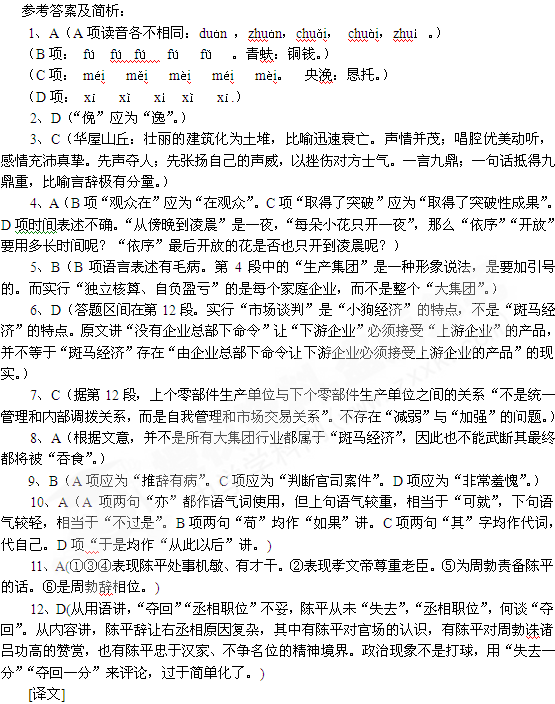 参考答案及简析：
1、A（A 项读音各不相同：duàn ，zhuàn，chuǎi， chuài，zhuì 。）
（B 项： fú fū fú fú fú 。青蚨：铜钱。）
（C 项： méi měi mèi méi mèi。 央浼：恳托。）
（D 项： xí xǐ xi xī xí .）
2、D（“俛”应为“逸”。）
3、C（华屋山丘：壮丽的建筑化为土堆，比喻迅速衰亡。声情并茂；唱腔优美动听，
感情充沛真挚。先声夺人；先张扬自己的声威，以挫伤对方士气。一言九鼎；一句话抵得九
鼎重，比喻言辞极有分量。）
4、A（B 项“观众在”应为“在观众”。C 项“取得了突破”应为“取得了突破性成果”。
D 项时间表述不确。“从傍晚到凌晨”是一夜，“每朵小花只开一夜”，那么“依序”“开放”
要用多长时间呢？“依序”最后开放的花是否也只开到凌晨呢？）
5、B（B 项语言表述有毛病。第 4 段中的“生产集团”是一种形象说法，是要加引号
的。而实行“独立核算、自负盈亏”的是每个家庭企业，而不是整个“大集团”。）
6、D（答题区间在第 12 段。实行“市场谈判”是“小狗经济”的特点，不是“斑马经
济”的特点。原文讲“没有企业总部下命令”让“下游企业”必须接受“上游企业”的产品，
并不等于“斑马经济”存在“由企业总部下命令让下游企业必须接受上游企业的产品”的现
实。）
7、C（据第 12 段，上个零部件生产单位与下个零部件生产单位之间的关系“不是统一
管理和内部调拨关系，而是自我管理和市场交易关系”。不存在“减弱”与“加强”的问题。）
8、A（根据文意，并不是所有大集团行业都属于“斑马经济”，因此也不能武断其最终
都将被“吞食”。）
9、B（A 项应为“推辞有病”。C 项应为“判断官司案件”。D 项应为“非常羞愧”。）
10、A（A 项两句“亦”都作语气词使用，但上句语气较重，相当于“可就”，下句语
气较轻，相当于“不过是”。B 项两句“苟”均作“如果”讲。C 项两句“其”字均作代词，
代自己。D 项“于是均作“从此以后”讲。）
11、A(①③④表现陈平处事机敏、有才干。②表现孝文帝尊重老臣。⑤为周勃责备陈平
的话。⑥是周勃辞相位。)
12、D(从用语讲，“夺回”“丞相职位”不妥，陈平从未“失去”，“丞相职位”，何谈“夺
回”。从内容讲，陈平辞让右丞相原因复杂，其中有陈平对官场的认识，有陈平对周勃诛诸
吕功高的赞赏，也有陈平忠于汉家、不争名位的精神境界。政治现象不是打球，用“失去一
分”“夺回一分”来评论，过于简单化了。)
[译文]